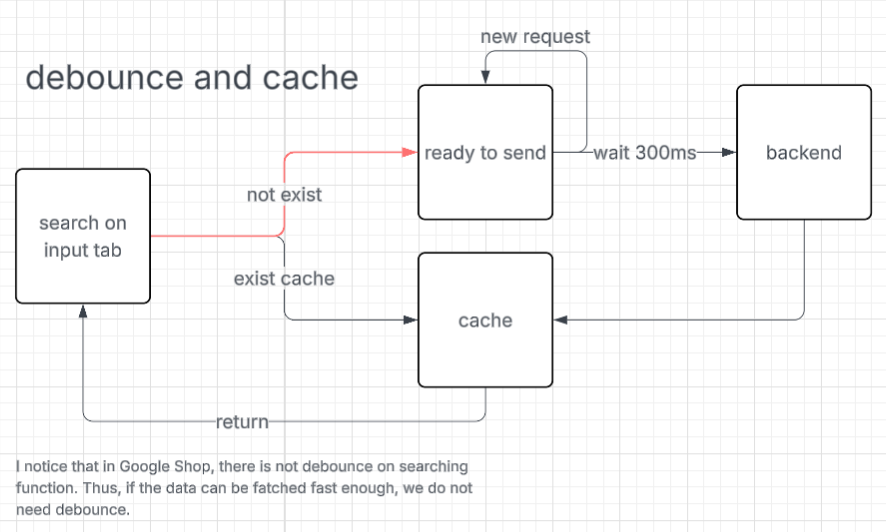 new request
debounce and cache
ready to send
wait 300ms
backend
not exist
search on
input tab
exist cache
cache
return
I notice that in Google Shop, there is not debounce on searching
function. Thus, if the data can be fatched fast enough, we do not
need debounce.